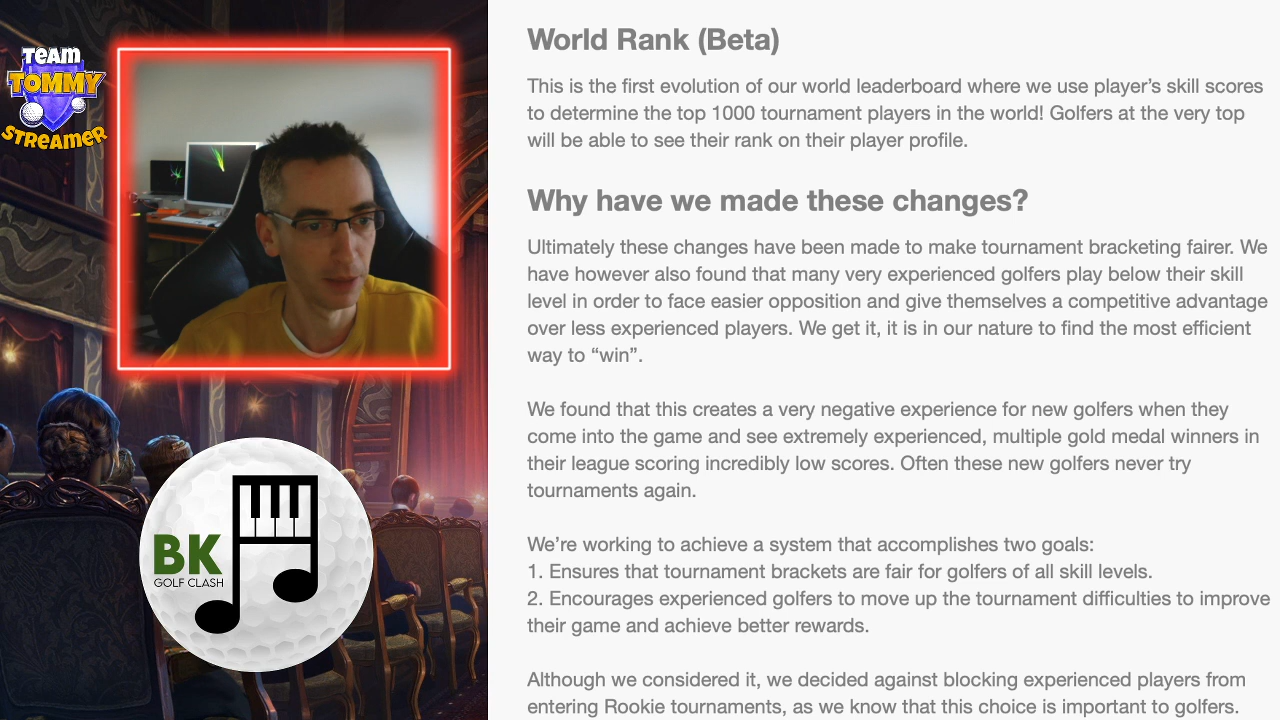 TEAM
TOMMY
STREAMER
BK
GOLF CLASH
World Rank (Beta)
This is the first evolution of our world leaderboard where we use player’s skill scores
to determine the top 1000 tournament players in the world! Golfers at the very top
will be able to see their rank on their player profile.
Why have we made these changes?
Ultimately these changes have been made to make tournament bracketing fairer. We
have however also found that many very experienced golfers play below their skill
level in order to face easier opposition and give themselves a competitive advantage
over less experienced players. We get it, it is in our nature to find the most efficient
way to “win”.
We found that this creates a very negative experience for new golfers when they
come into the game and see extremely experienced, multiple gold medal winners in
their league scoring incredibly low scores. Often these new golfers never try
tournaments again.
We’re working to achieve a system that accomplishes two goals:
1. Ensures that tournament brackets are fair for golfers of all skill levels.
2. Encourages experienced golfers to move up the tournament difficulties to improve
their game and achieve better rewards.
Although we considered it, we decided against blocking experienced players from
entering Rookie tournaments, as we know that this choice is important to golfers.